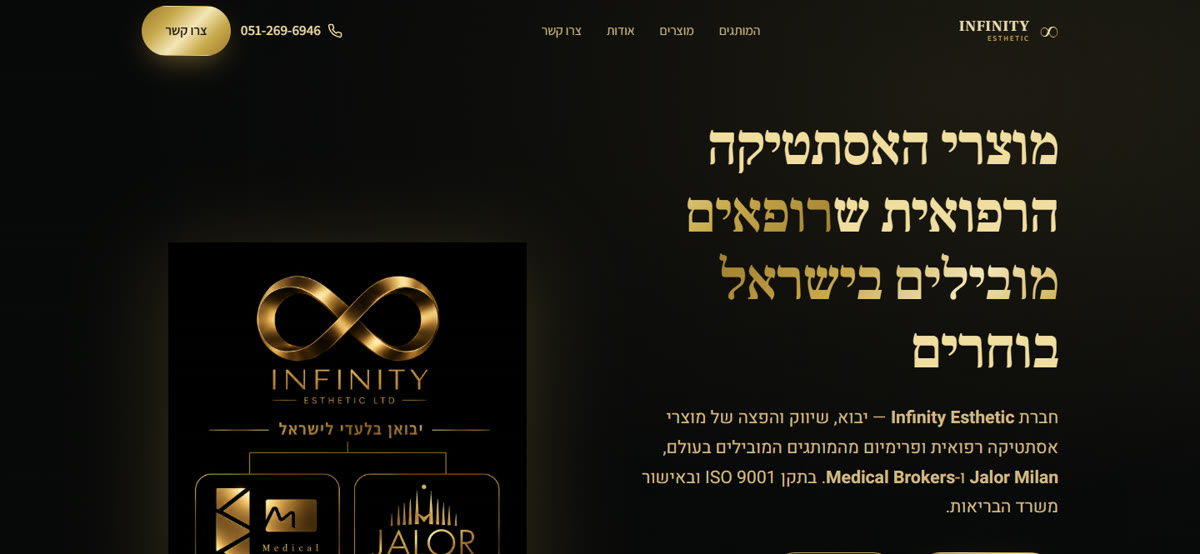 INFINITY
ESTHETIC
המותגים
מוצרים
אודות
צרו קשר
051-269-6946
צרו קשר
מוצרי האסתטיקה
הרפואית שרופאים
מובילים בישראל
בוחרים
חברת Infinity Esthetic — יבוא, שיווק והפצה של מוצרי
אסתטיקה רפואית ופרימיום מהמותגים המובילים בעולם,
Jalor Milan ו-Medical Brokers. בתקן ISO 9001 ובאישור
משרד הבריאות.
INFINITY
ESTHETIC LTD
יבואן בלעדי לישראל
JALOR
Medical